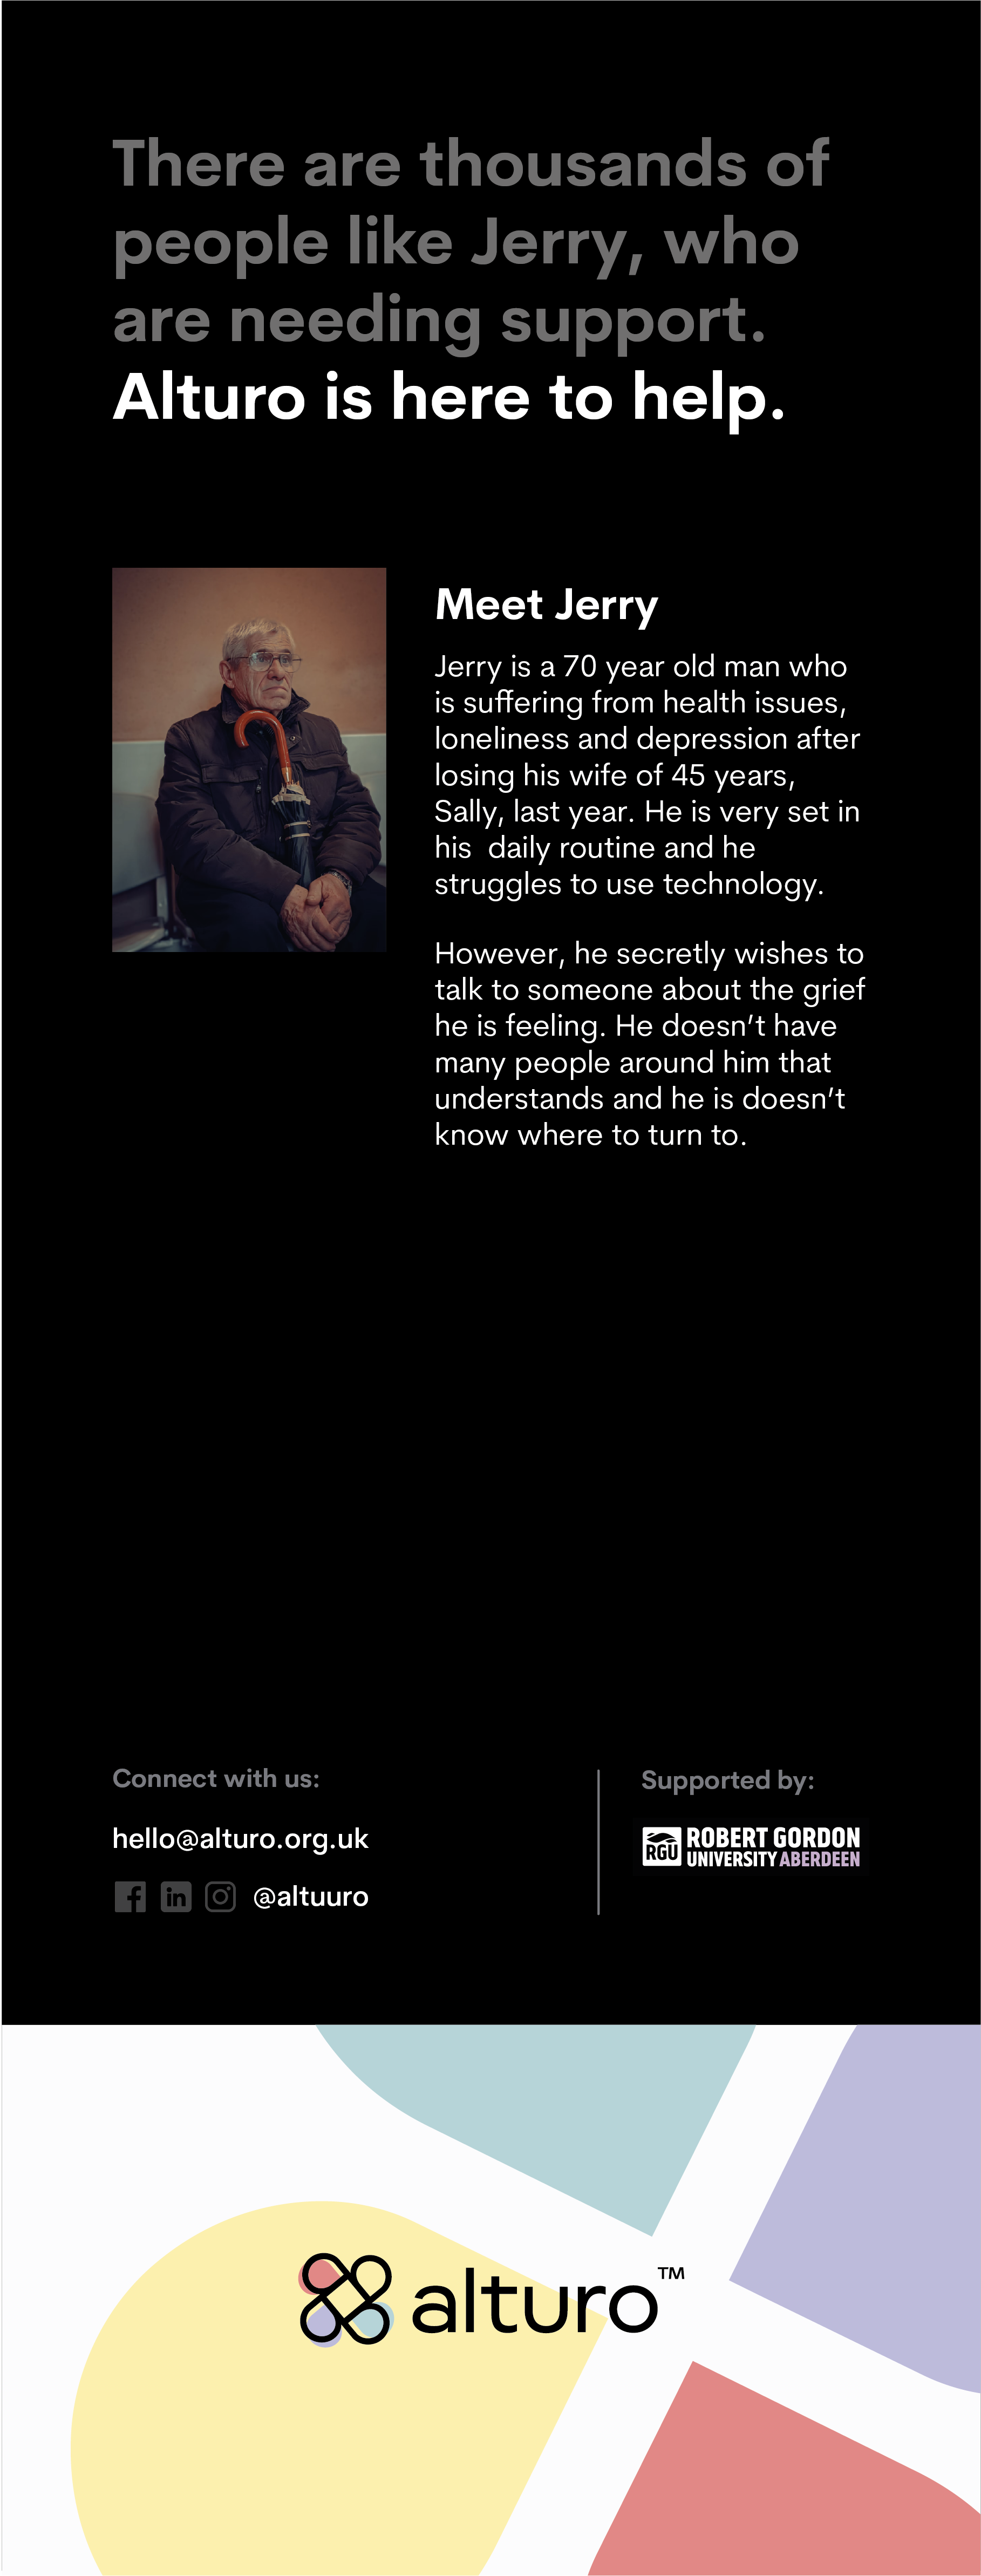 There are thousands of
people like Jerry, who
are needing support.
Alturo is here to help.
Meet Jerry
Jerry is a 70 year old man who
is suffering from health issues,
loneliness and depression after
losing his wife of 45 years,
Sally, last year. He is very set in
his  daily routine and he
struggles to use technology.
However, he secretly wishes to
talk to someone about the grief
he is feeling. He doesn’t have
many people around him that
understands and he is doesn’t
know where to turn to.
Connect with us:
hello@alturo.org.uk
@altuuro
Supported by:
RGU ROBERT GORDON
UNIVERSITY ABERDEEN
alturo™